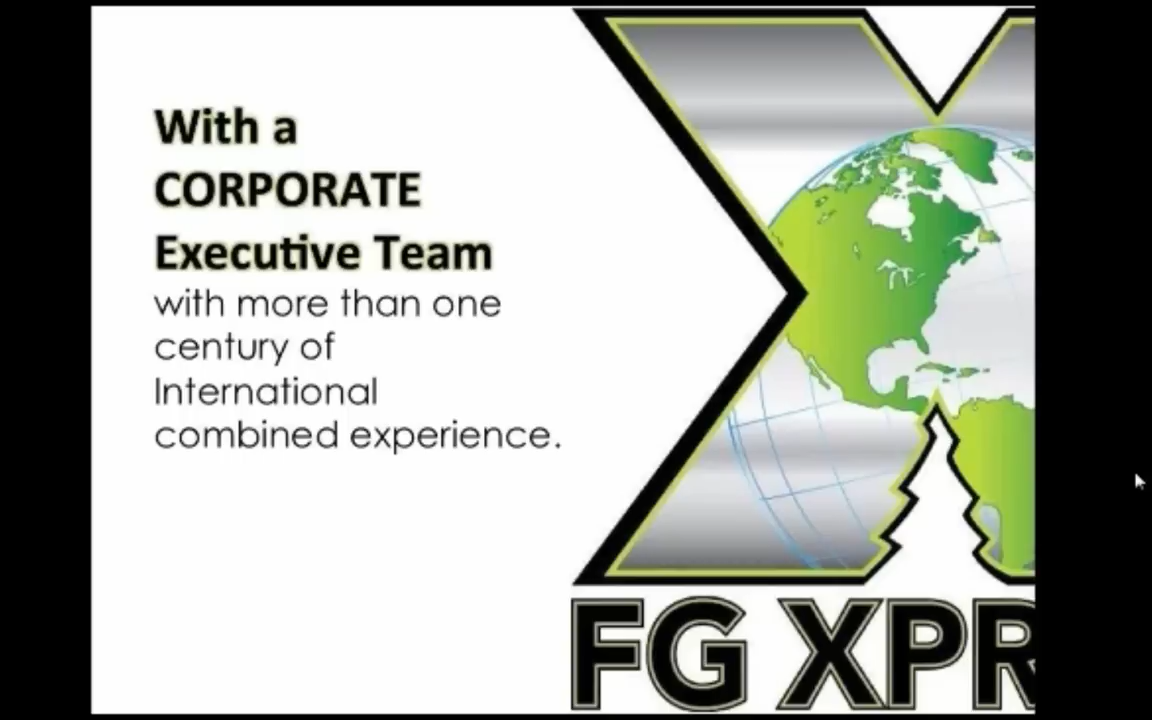 With a
CORPORATE
Executive Team
with more than one
century of
International
combined experience.
FG XPR